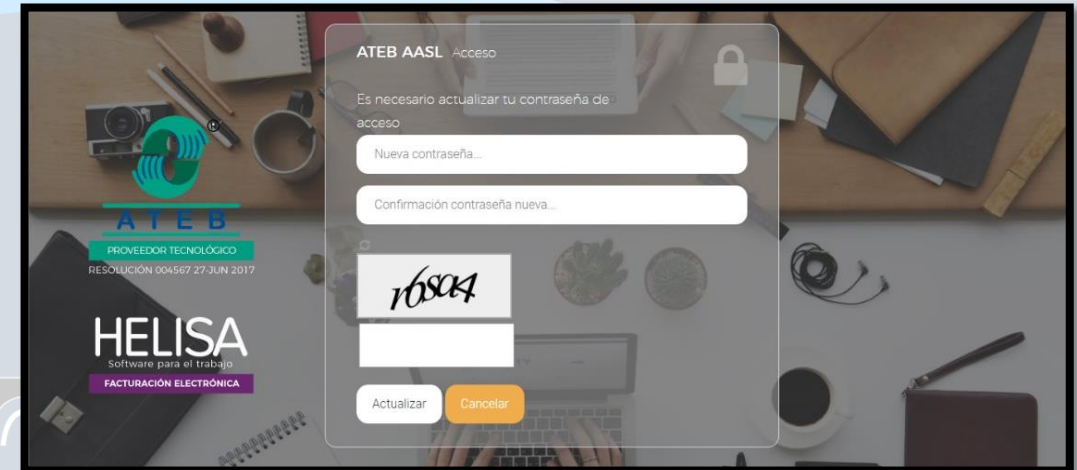 ATEB AASL Acceso
Es necesario actualizar tu contraseña de
acceso
Nueva contraseña...
Confirmación contraseña nueva...
r6sa4
Actualizar
Cancelar
ATEB
PROVEEDOR TECNOLÓGICO
RESOLUCIÓN 004567 27-JUN 2017
HELISA
Software para el trabajo
FACTURACIÓN ELECTRÓNICA